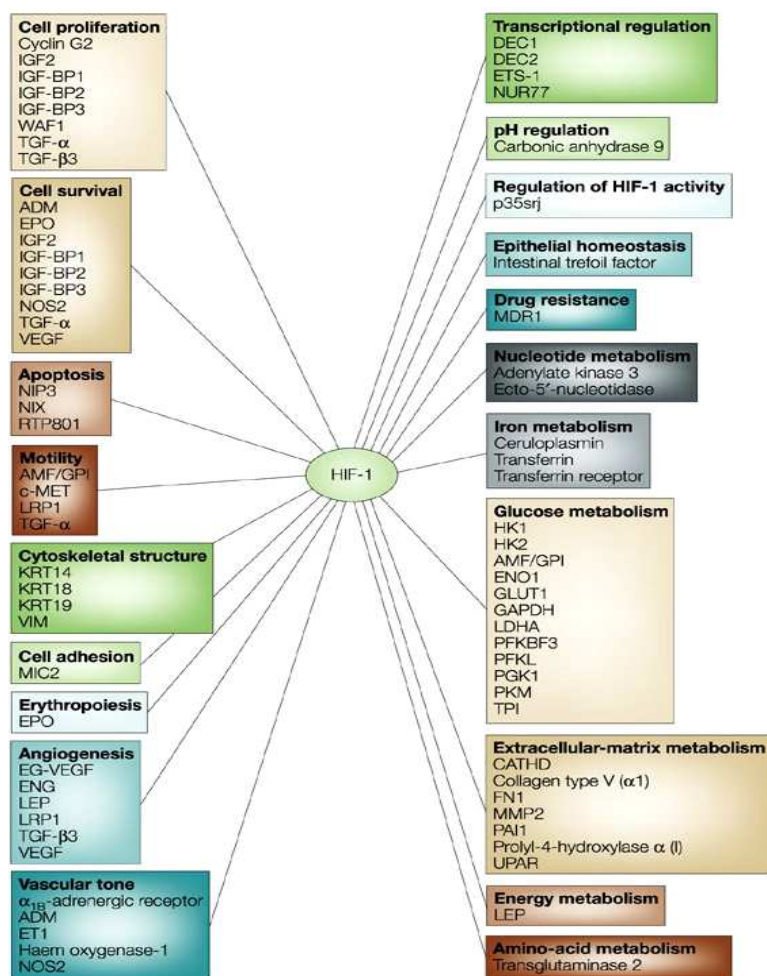 Cell proliferation
Cyclin G2
IGF2
IGF-BP1
IGF-BP2
IGF-BP3
WAF1
TGF-α
TGF-β3
Cell survival
ADM
EPO
IGF2
IGF-BP1
IGF-BP2
IGF-BP3
NOS2
TGF-α
VEGF
Apoptosis
NIP3
NIX
RTP801
Motility
AMF/GPI
c-MET
LRP1
TGF-α
Cytoskeletal structure
KRT14
KRT18
KRT19
VIM
Cell adhesion
MIC2
Erythropoiesis
EPO
Angiogenesis
EG-VEGF
ENG
LEP
LRP1
TGF-β3
VEGF
Vascular tone
α1B-adrenergic receptor
ADM
ET1
Haem oxygenase-1
NOS2
HIF-1
Transcriptional regulation
DEC1
DEC2
ETS-1
NUR77
pH regulation
Carbonic anhydrase 9
Regulation of HIF-1 activity
p35srj
Epithelial homeostasis
Intestinal trefoil factor
Drug resistance
MDR1
Nucleotide metabolism
Adenylate kinase 3
Ecto-5′-nucleotidase
Iron metabolism
Ceruloplasmin
Transferrin
Transferrin receptor
Glucose metabolism
HK1
HK2
AMF/GPI
ENO1
GLUT1
GAPDH
LDHA
PFKBF3
PFKL
PGK1
PKM
TPI
Extracellular-matrix metabolism
CATHD
Collagen type V (α1)
FN1
MMP2
PAI1
Prolyl-4-hydroxylase α (I)
UPAR
Energy metabolism
LEP
Amino-acid metabolism
Transglutaminase 2